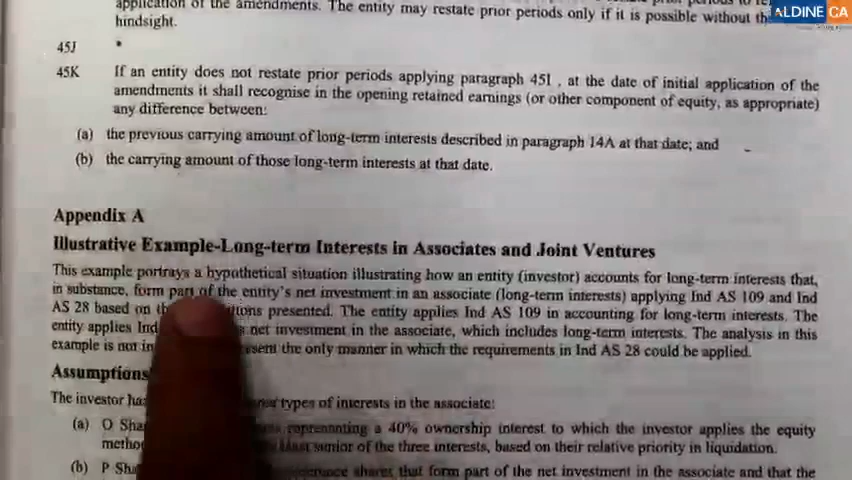 application of the amendments. The entity may restate prior periods only if it is possible without
ALDINE CA
hindsight.
45J *
45K If an entity does not restate prior periods applying paragraph 45I , at the date of initial application of the
amendments it shall recognise in the opening retained earnings (or other component of equity, as appropriate)
any difference between:
(a) the previous carrying amount of long-term interests described in paragraph 14A at that date; and
(b) the carrying amount of those long-term interests at that date.
Appendix A
Illustrative Example-Long-term Interests in Associates and Joint Ventures
This example portrays a hypothetical situation illustrating how an entity (investor) accounts for long-term interests that,
in substance, form part of the entity's net investment in an associate (long-term interests) applying Ind AS 109 and Ind
AS 28 based on presented. The entity applies Ind AS 109 in accounting for long-term interests. The
entity applies Ind net investment in the associate, which includes long-term interests. The analysis in this
example is not the only manner in which the requirements in Ind AS 28 could be applied.
Assumptions
The investor types of interests in the associate:
(a) O representing a 40% ownership interest to which the investor applies the equity
senior of the three interests, based on their relative priority in liquidation.
(b) P shares that form part of the net investment in the associate and that the